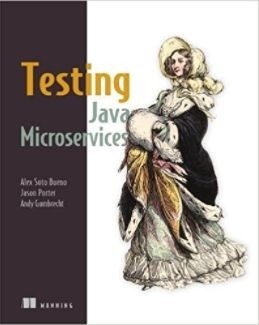 Testing
Java
Microservices
Alex Soto Bueno
Jason Porter
Andy Gumbrecht
MANNING